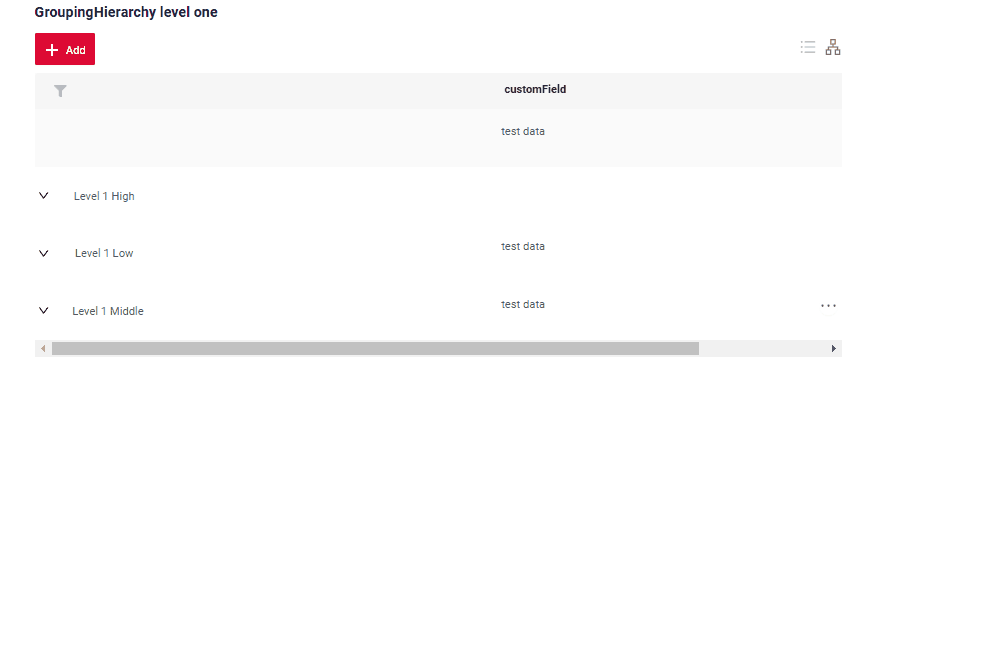 GroupingHierarchy level one
Add
customField
test data
Level 1 High
Level 1 Low
test data
Level 1 Middle
test data